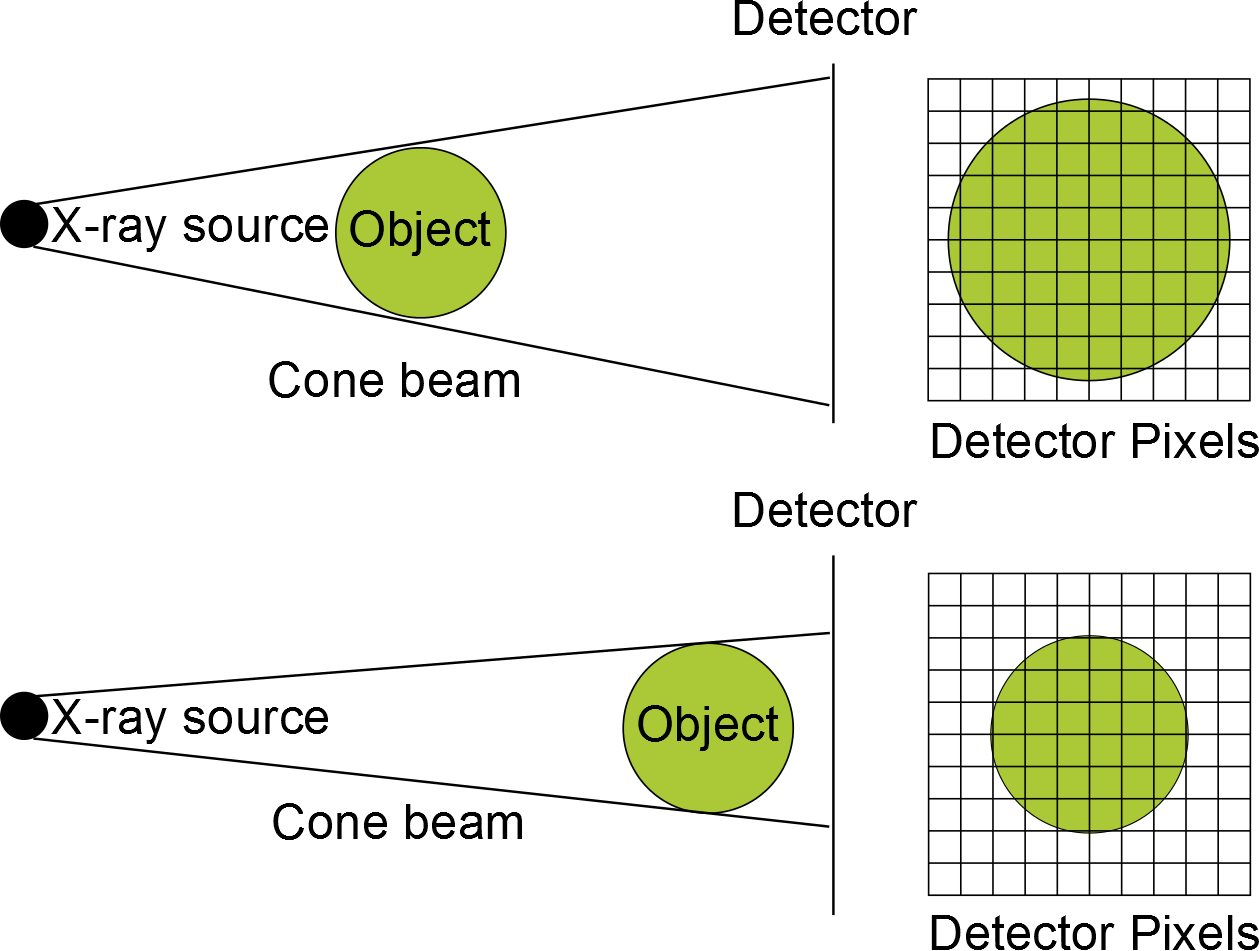 Detector
X-ray source
Object
Cone beam
Detector Pixels
Detector
X-ray source
Object
Cone beam
Detector Pixels